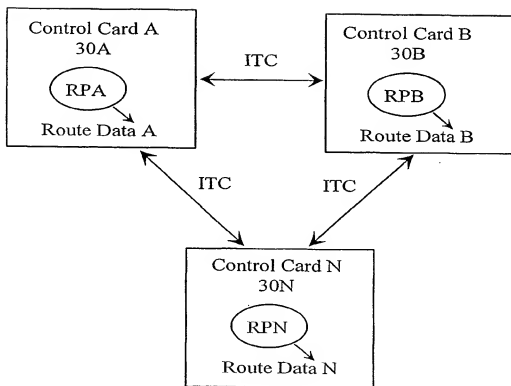 Control Card A
30A
RPA
Route Data A
ITC
Control Card B
30B
RPB
Route Data B
ITC
ITC
Control Card N
30N
RPN
Route Data N